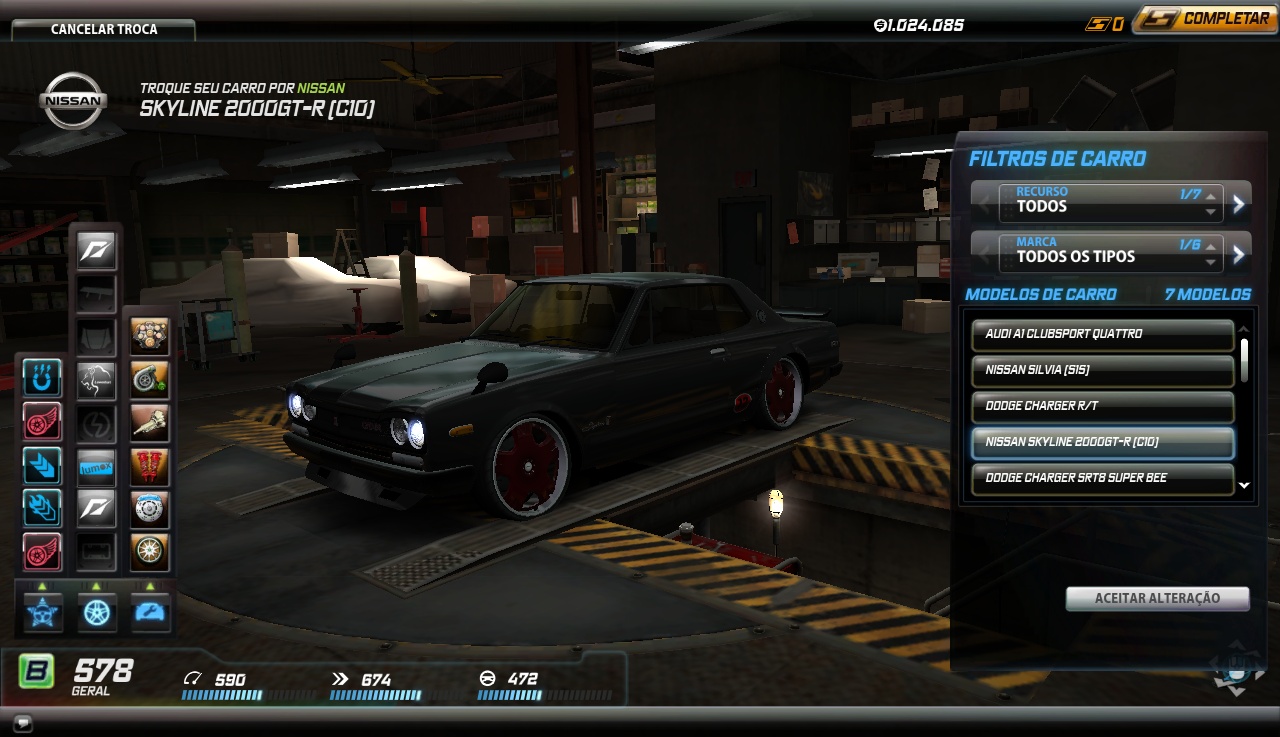 CANCELAR TROCA
1.024.085
0
COMPLETAR
NISSAN
TROQUE SEU CARRO POR NISSAN
SKYLINE 2000GT-R (C10)
FILTROS DE CARRO
RECURSO
1/7
TODOS
MARCA
1/6
TODOS OS TIPOS
MODELOS DE CARRO
7 MODELOS
AUDI A1 CLUBSPORT QUATTRO
NISSAN SILVIA (S15)
DODGE CHARGER R/T
NISSAN SKYLINE 2000GT-R (C10)
DODGE CHARGER SRT8 SUPER BEE
lumox
ACEITAR ALTERAÇÃO
B
578
GERAL
590
674
472